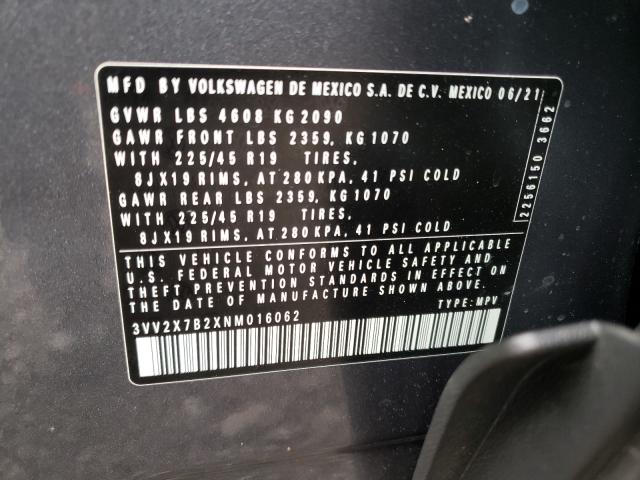 MFD BY VOLKSWAGEN DE MEXICO S.A. DE C.V. MEXICO 06/21
GVWR LBS 4608 KG 2090
GAWR FRONT LBS 2359, KG 1070
WITH 225/45 R19 TIRES,
8JX19 RIMS, AT 280 KPA, 41 PSI COLD
GAWR REAR LBS 2359, KG 1070
WITH 225/45 R19 TIRES,
8JX19 RIMS, AT 280 KPA, 41 PSI COLD
2256150 3662
THIS VEHICLE CONFORMS TO ALL APPLICABLE
U.S. FEDERAL MOTOR VEHICLE SAFETY AND
THEFT PREVENTION STANDARDS IN EFFECT ON
THE DATE OF MANUFACTURE SHOWN ABOVE.
3VV2X7B2XNM016062 TYPE: MPV